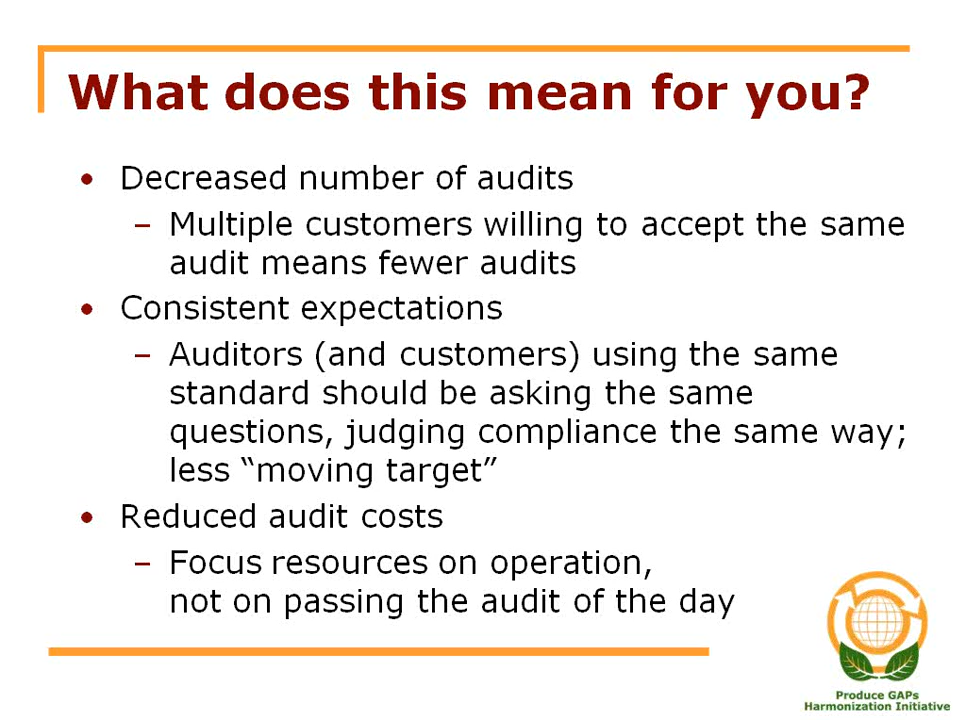 What does this mean for you?
• Decreased number of audits
– Multiple customers willing to accept the same
audit means fewer audits
• Consistent expectations
– Auditors (and customers) using the same
standard should be asking the same
questions, judging compliance the same way;
less “moving target”
• Reduced audit costs
– Focus resources on operation,
not on passing the audit of the day
Produce GAPs
Harmonization Initiative